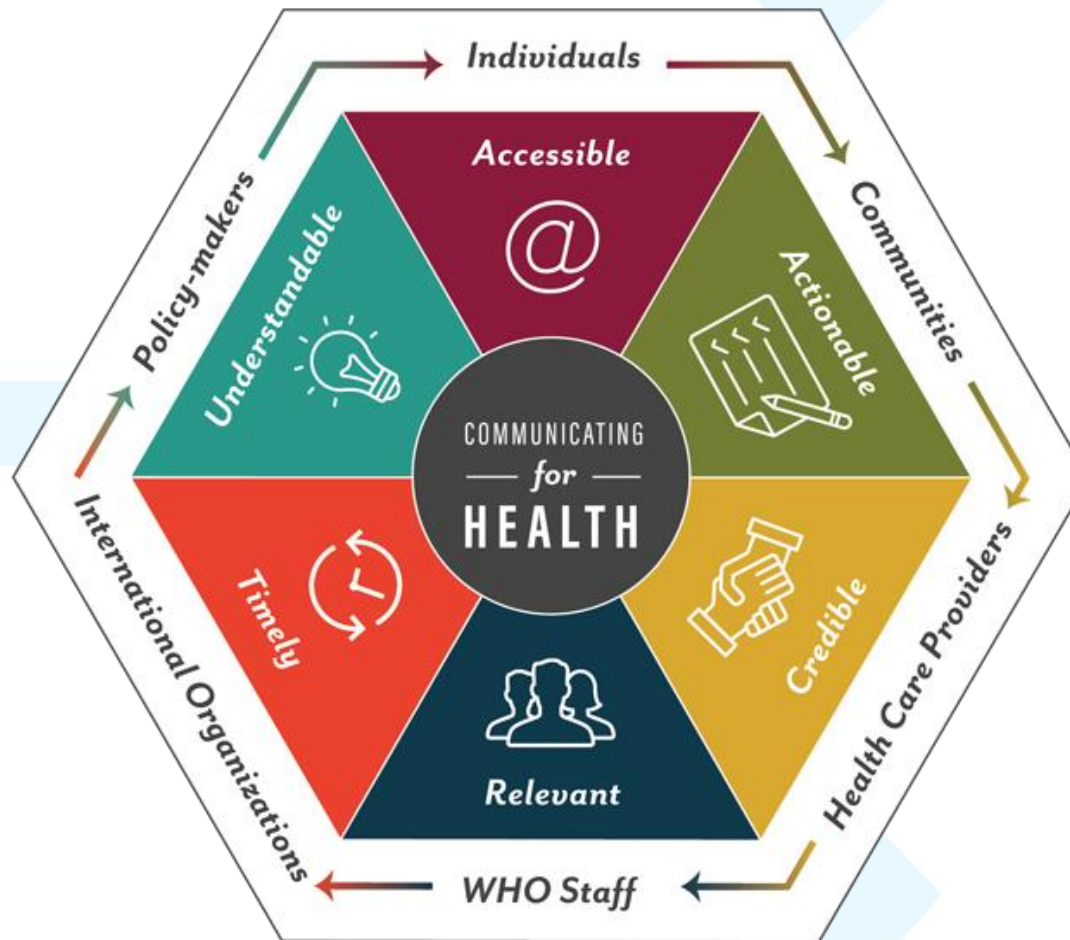 Individuals
Communities
Health Care Providers
WHO Staff
International Organizations
Policy-makers
Accessible
@
Actionable
Credible
Relevant
Timely
Understandable
COMMUNICATING
for
HEALTH